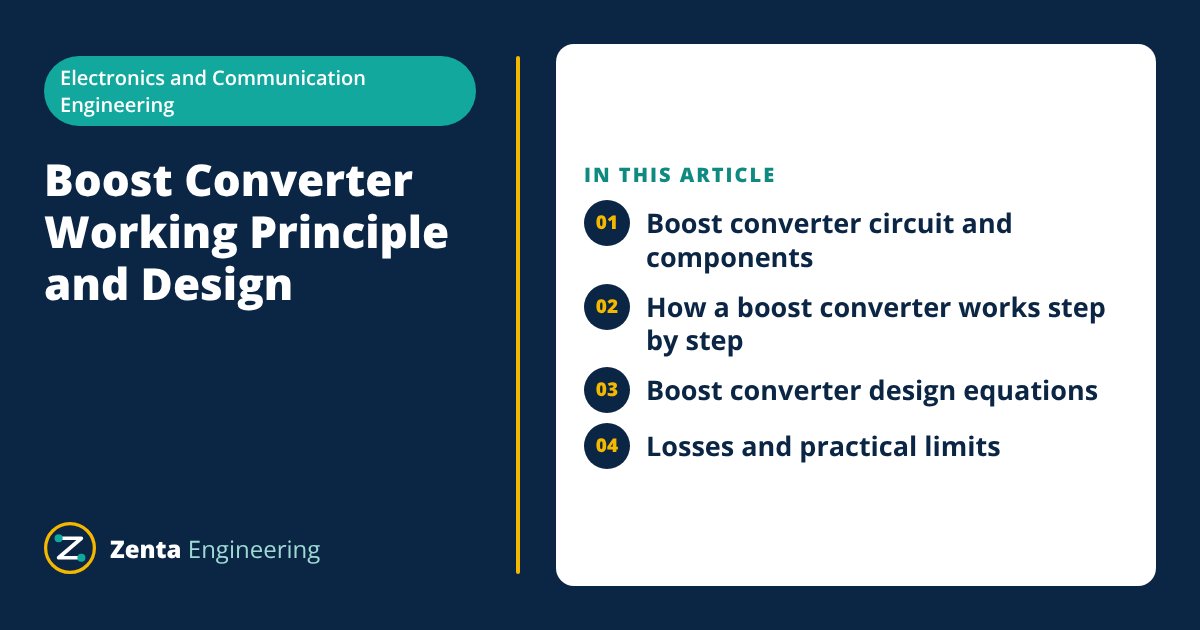 Electronics and Communication
Engineering
Boost Converter
Working Principle
and Design
Zenta Engineering
IN THIS ARTICLE
01 Boost converter circuit and
components
02 How a boost converter works step
by step
03 Boost converter design equations
04 Losses and practical limits